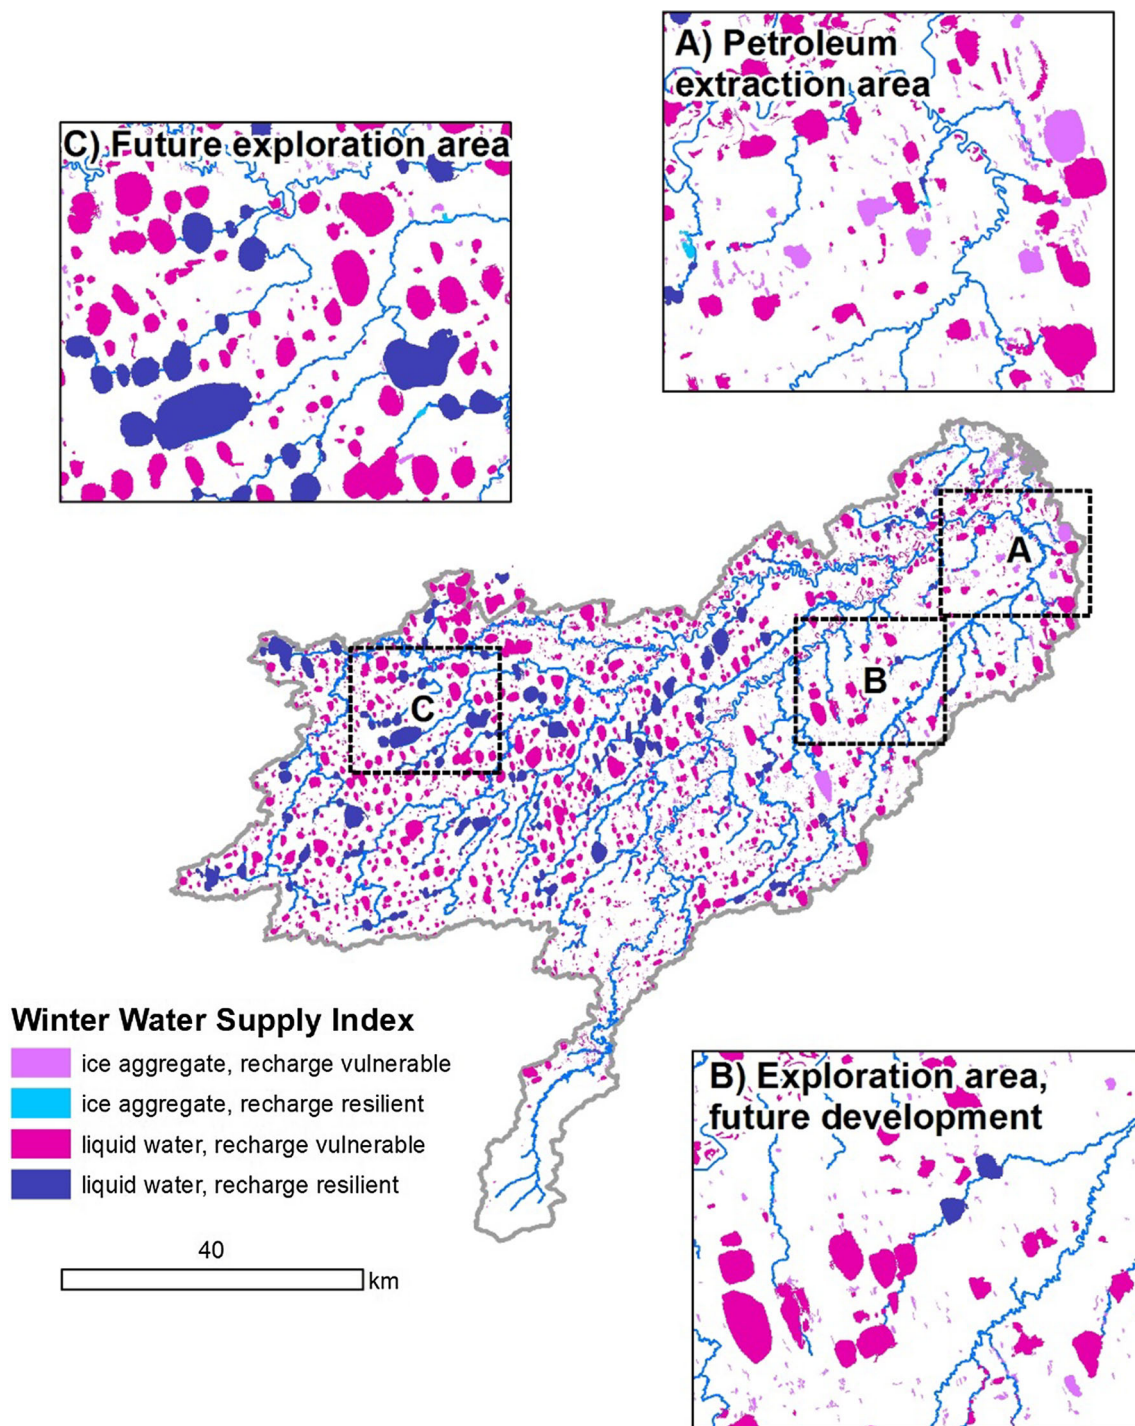 A) Petroleum
extraction area
C) Future exploration area
A
B
C
Winter Water Supply Index
ice aggregate, recharge vulnerable
ice aggregate, recharge resilient
liquid water, recharge vulnerable
liquid water, recharge resilient
40
km
B) Exploration area,
future development